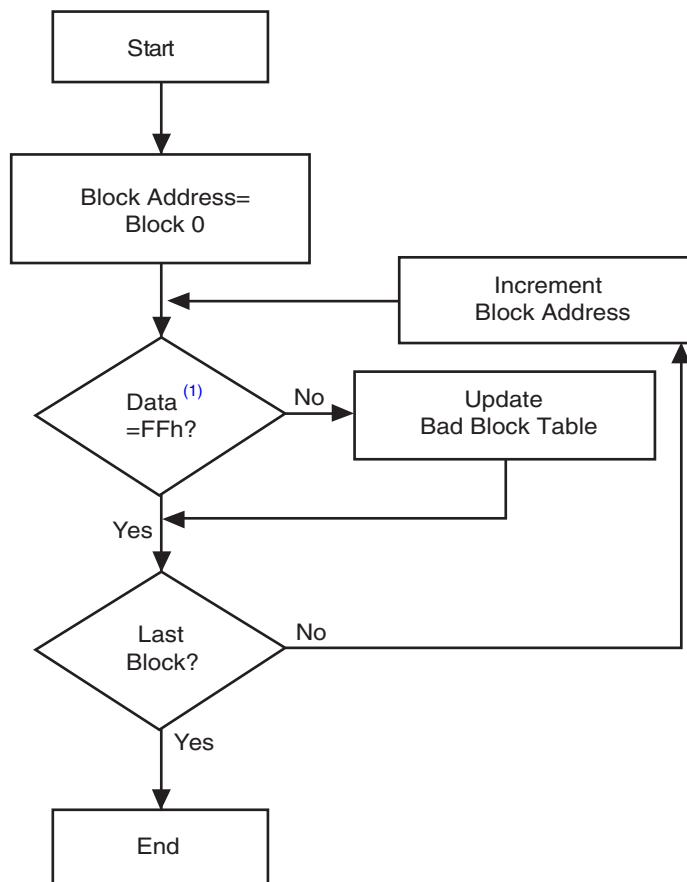 Start
Block Address=
Block 0
Increment
Block Address
Data (1)
=FFh?
No
Update
Bad Block Table
Yes
Last
Block?
No
Yes
End